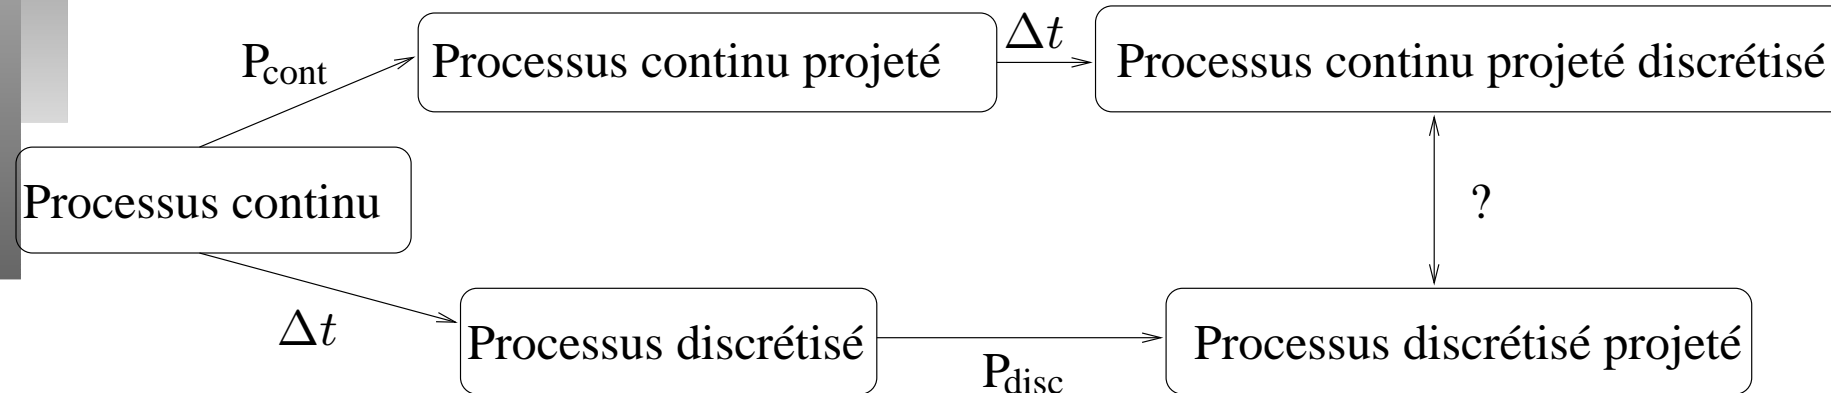 P_cont
Processus continu projeté
Δt
Processus continu projeté discrétisé
Processus continu
?
Δt
Processus discrétisé
P_disc
Processus discrétisé projeté